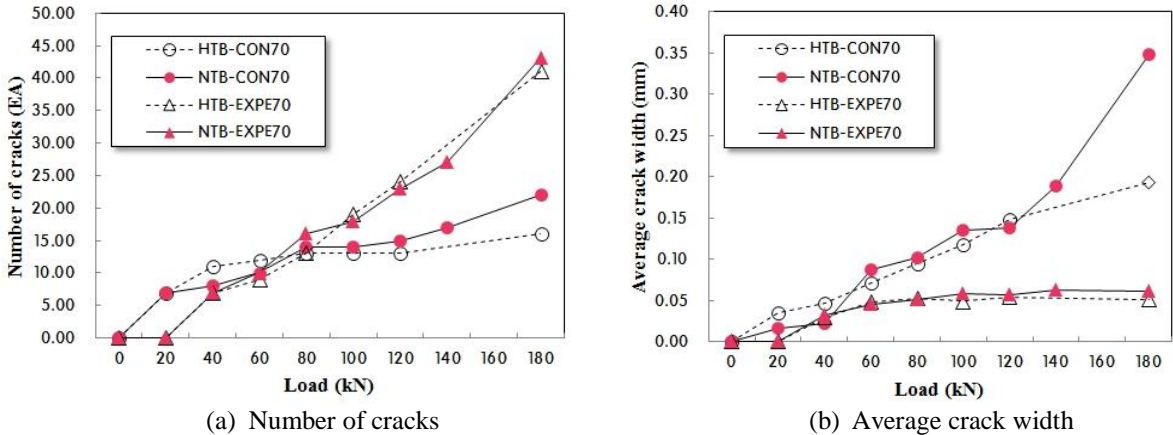 50.00
45.00
40.00
35.00
30.00
25.00
20.00
15.00
10.00
5.00
0.00
Number of cracks (EA)
HTB-CON70
NTB-CON70
HTB-EXPE70
NTB-EXPE70
0 20 40 60 80 100 120 140 160 180
Load (kN)
(a) Number of cracks
0.40
0.35
0.30
0.25
0.20
0.15
0.10
0.05
0.00
Average crack width (mm)
HTB-CON70
NTB-CON70
HTB-EXPE70
NTB-EXPE70
0 20 40 60 80 100 120 140 160 180
Load (kN)
(b) Average crack width